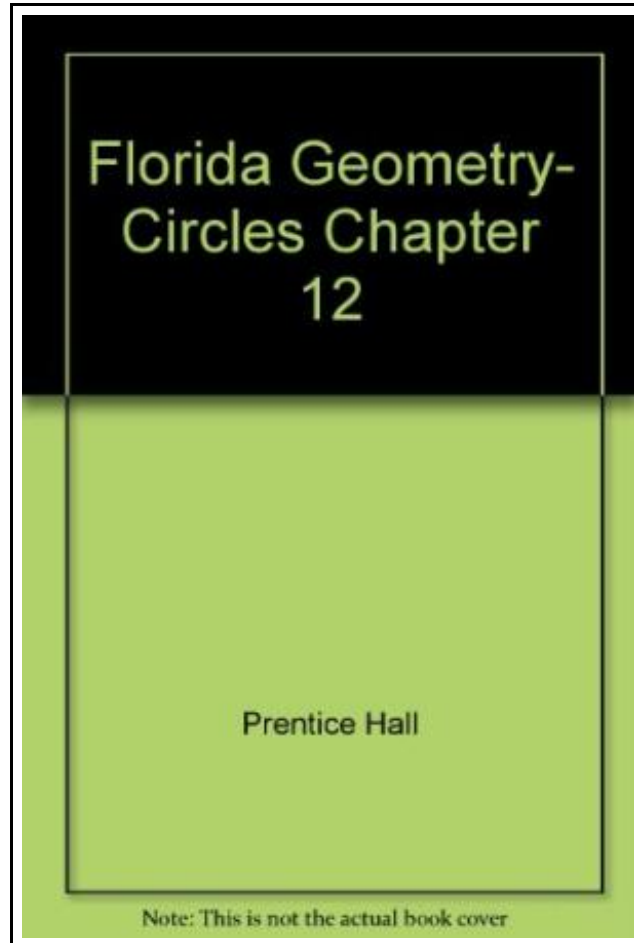 Florida Geometry-
Circles Chapter
12
Prentice Hall
Note: This is not the actual book cover